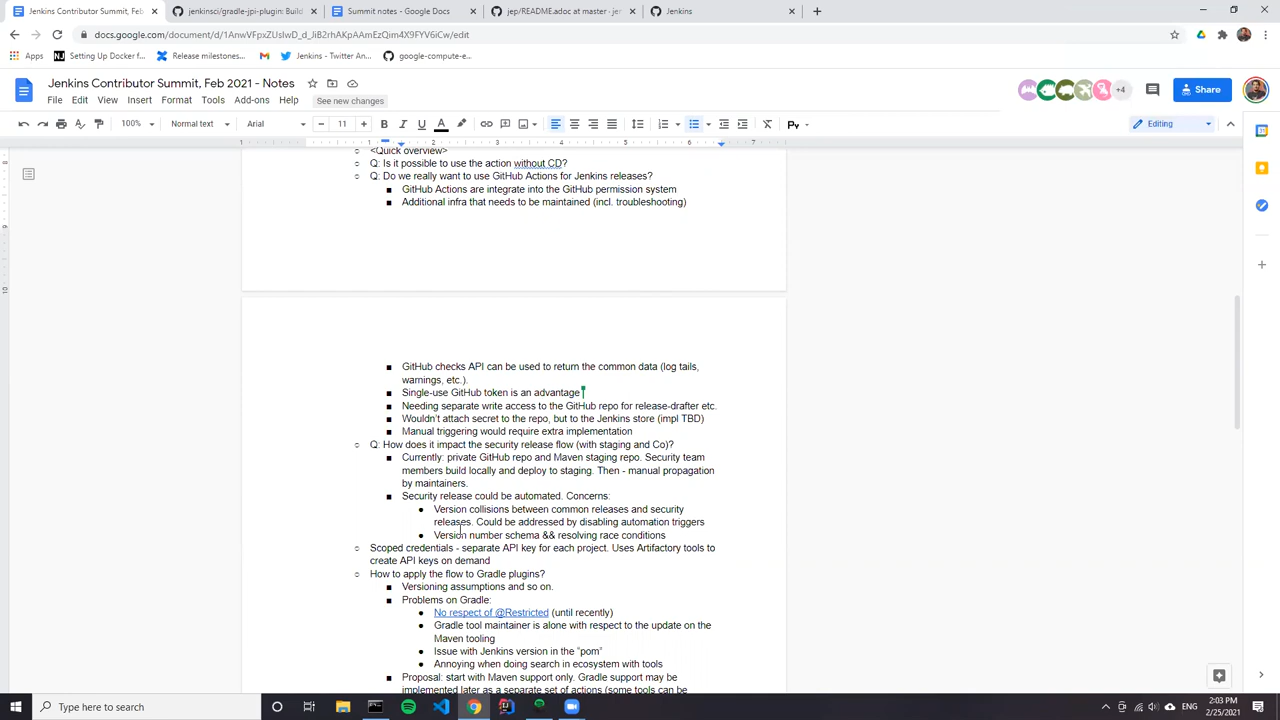 Jenkins Contributor Summit, Feb
jenkinsci/gradle-jpi-plugin: Build
Summit notes - Google Docs
jep/README.adoc at master · jen
Jenkins
docs.google.com/document/d/1AnwVFpxZUslwD_d_JiB2rhAKpAAmEzQim4X9FYV6iCw/edit
Apps
Setting Up Docker f...
Release milestones...
Jenkins - Twitter An...
google-compute-e...
Jenkins Contributor Summit, Feb 2021 - Notes
File Edit View Insert Format Tools Add-ons Help See new changes
+4
Share
100% Normal text Arial 11
Editing
<Quick overview>
Q: Is it possible to use the action without CD?
Q: Do we really want to use GitHub Actions for Jenkins releases?
GitHub Actions are integrate into the GitHub permission system
Additional infra that needs to be maintained (incl. troubleshooting)
GitHub checks API can be used to return the common data (log tails,
warnings, etc.).
Single-use GitHub token is an advantage
Needing separate write access to the GitHub repo for release-drafter etc.
Wouldn't attach secret to the repo, but to the Jenkins store (impl TBD)
Manual triggering would require extra implementation
Q: How does it impact the security release flow (with staging and Co)?
Currently: private GitHub repo and Maven staging repo. Security team
members build locally and deploy to staging. Then - manual propagation
by maintainers.
Security release could be automated. Concerns:
Version collisions between common releases and security
releases. Could be addressed by disabling automation triggers
Version number schema && resolving race conditions
Scoped credentials - separate API key for each project. Uses Artifactory tools to
create API keys on demand
How to apply the flow to Gradle plugins?
Versioning assumptions and so on.
Problems on Gradle:
No respect of @Restricted (until recently)
Gradle tool maintainer is alone with respect to the update on the
Maven tooling
Issue with Jenkins version in the "pom"
Annoying when doing search in ecosystem with tools
Proposal: start with Maven support only. Gradle support may be
implemented later as a separate set of actions (some tools can be
Type here to search
ENG
2:03 PM
2/25/2021